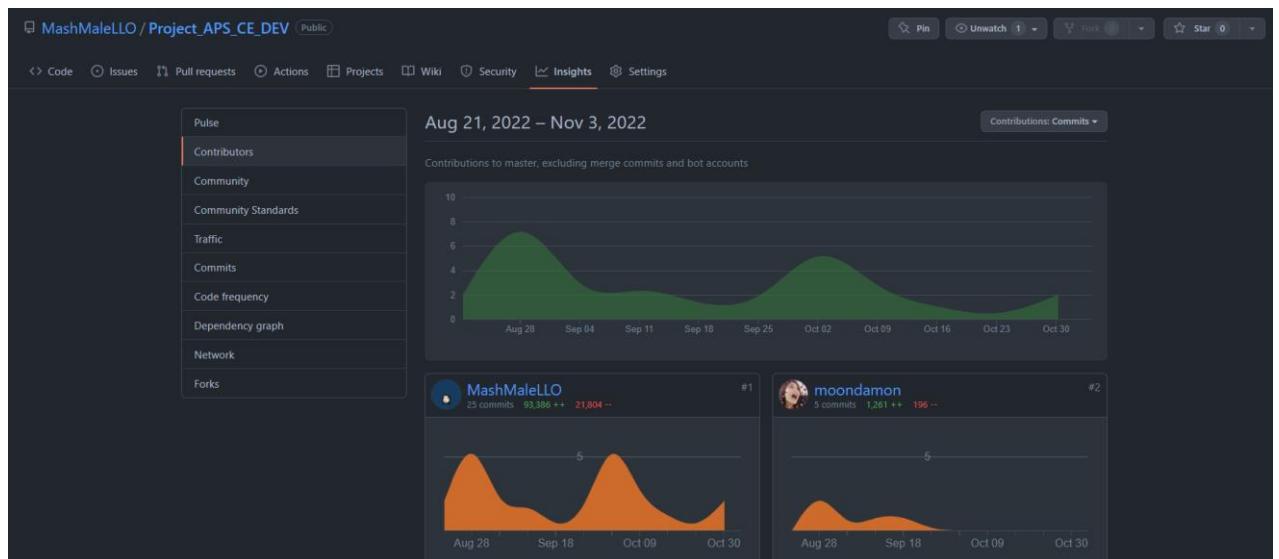 MashMaleLLO / Project_APS_CE_DEV Public
Pin Unwatch 1 Fork Star 0
Code Issues Pull requests Actions Projects Wiki Security Insights Settings
Pulse
Contributors
Community
Community Standards
Traffic
Commits
Code frequency
Dependency graph
Network
Forks
Aug 21, 2022 – Nov 3, 2022
Contributions: Commits
Contributions to master, excluding merge commits and bot accounts
10
8
6
4
2
0
Aug 28 Sep 04 Sep 11 Sep 18 Sep 25 Oct 02 Oct 09 Oct 16 Oct 23 Oct 30
MashMaleLLO #1
25 commits 93,386 ++ 21,804 --
5
Aug 28 Sep 18 Oct 09 Oct 30
moondamon #2
5 commits 1,261 ++ 196 --
5
Aug 28 Sep 18 Oct 09 Oct 30